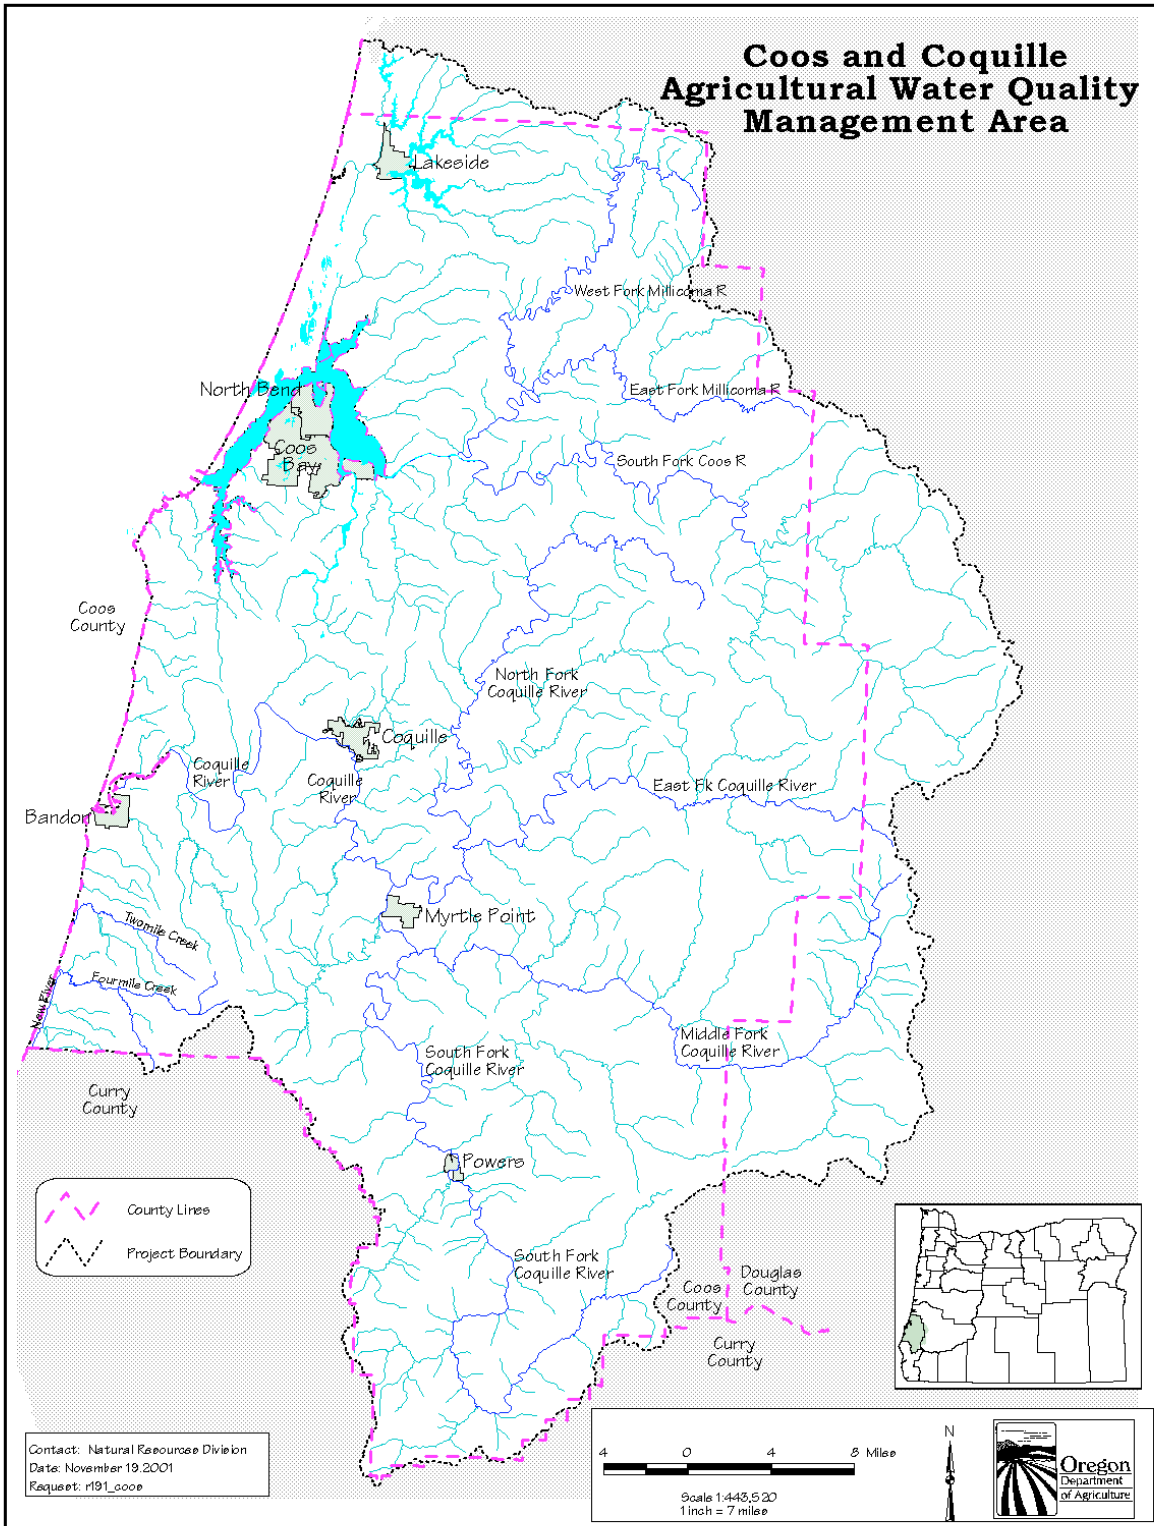 Coos and Coquille
Agricultural Water Quality
Management Area
Lakeside
West Fork Millicoma R
North Bend
East Fork Millicoma R
Coos
Bay
South Fork Coos R
Coos
County
North Fork
Coquille River
Coquille
Coquille
River
Coquille
River
East Fk Coquille River
Bandon
Myrtle Point
Twomile Creek
Fourmile Creek
New River
Middle Fork
Coquille River
South Fork
Coquille River
Curry
County
Powers
County Lines
Project Boundary
South Fork
Coquille River
Coos
County
Douglas
County
Curry
County
Contact: Natural Resources Division
Date: November 19,2001
Request: r191_coos
4 0 4 8 Miles
Scale 1:443,520
1 inch = 7 miles
N
Oregon
Department
of Agriculture